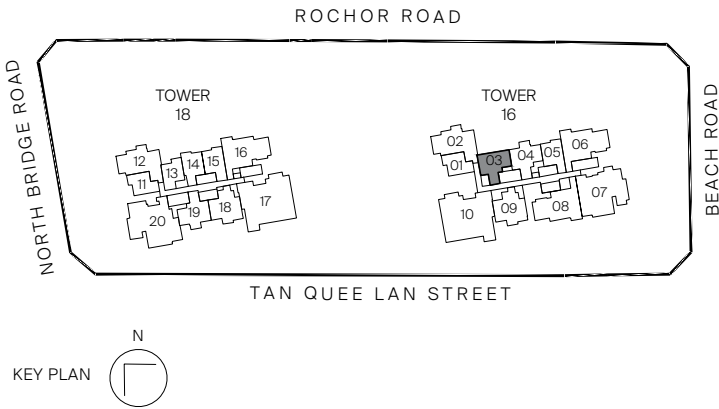 ROCHOR ROAD
NORTH BRIDGE ROAD
BEACH ROAD
TOWER
18
12
11
13
14
15
16
20
19
18
17
TOWER
16
02
01
03
04
05
06
10
09
08
07
TAN QUEE LAN STREET
N
KEY PLAN